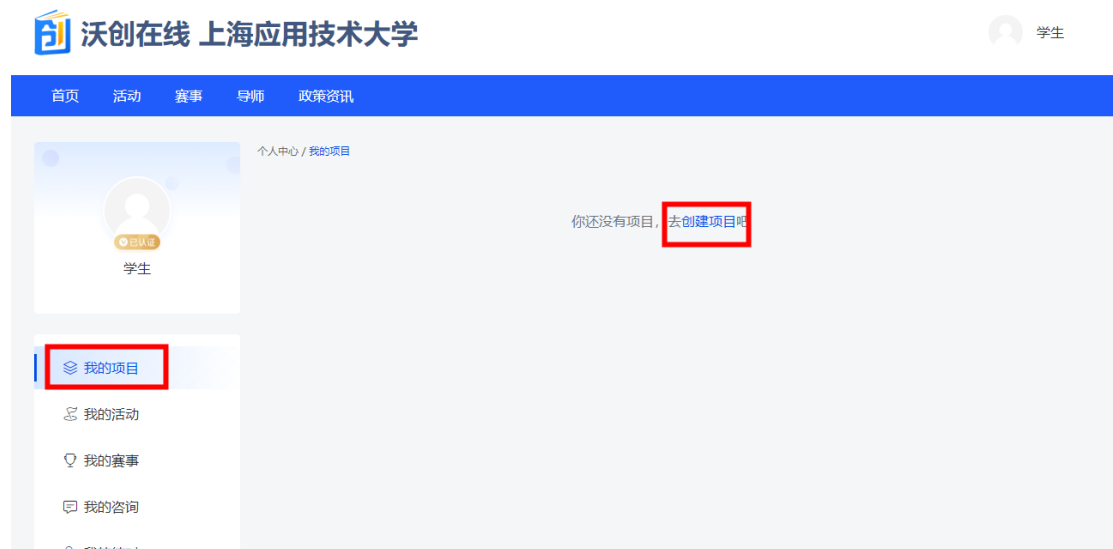 沃创在线 上海应用技术大学
学生
首页 活动 赛事 导师 政策资讯
个人中心 / 我的项目
你还没有项目,去创建项目吧
已认证
学生
我的项目
我的活动
我的赛事
我的咨询